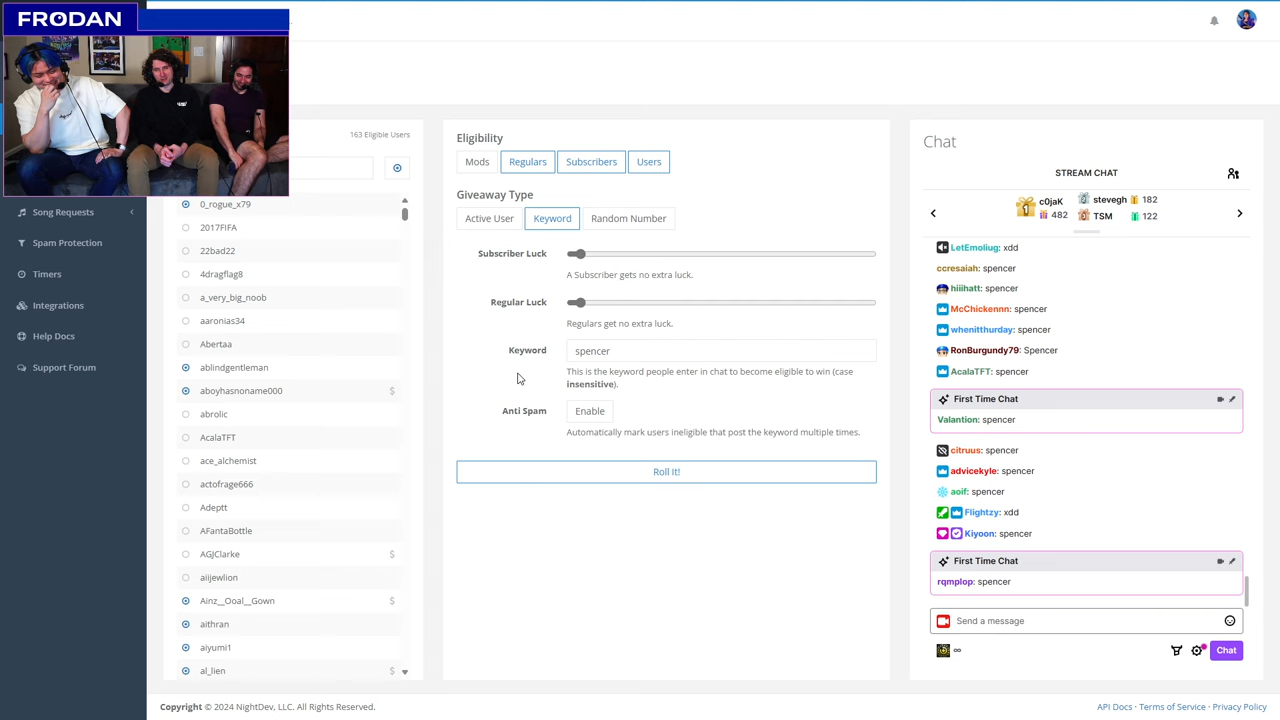 FRODAN
163 Eligible Users
Song Requests
Spam Protection
Timers
Integrations
Help Docs
Support Forum
0_rogue_x79
2017FIFA
22bad22
4dragflag8
a_very_big_noob
aaronias34
Abertaa
ablindgentleman
aboyhasnoname000 $
abrolic
AcalaTFT
ace_alchemist
actofrage666
Adeptt
AFantaBottle
AGJClarke $
aiijewlion
Ainz__Ooal__Gown $
aithran
aiyumi1
al_lien $
Eligibility
Mods Regulars Subscribers Users
Giveaway Type
Active User Keyword Random Number
Subscriber Luck
A Subscriber gets no extra luck.
Regular Luck
Regulars get no extra luck.
Keyword spencer
This is the keyword people enter in chat to become eligible to win (case
insensitive).
Anti Spam Enable
Automatically mark users ineligible that post the keyword multiple times.
Roll It!
Chat
STREAM CHAT
1 c0jaK 482
2 stevegh 182
3 TSM 122
LetEmoliug: xdd
ccresaiah: spencer
hiiihatt: spencer
McChickennn: spencer
whenitthurday: spencer
RonBurgundy79: Spencer
AcalaTFT: spencer
First Time Chat
Valantion: spencer
citruus: spencer
advicekyle: spencer
aoif: spencer
Flightzy: xdd
Kiyoon: spencer
First Time Chat
rqmplop: spencer
Send a message
∞ Chat
Copyright © 2024 NightDev, LLC. All Rights Reserved.
API Docs · Terms of Service · Privacy Policy